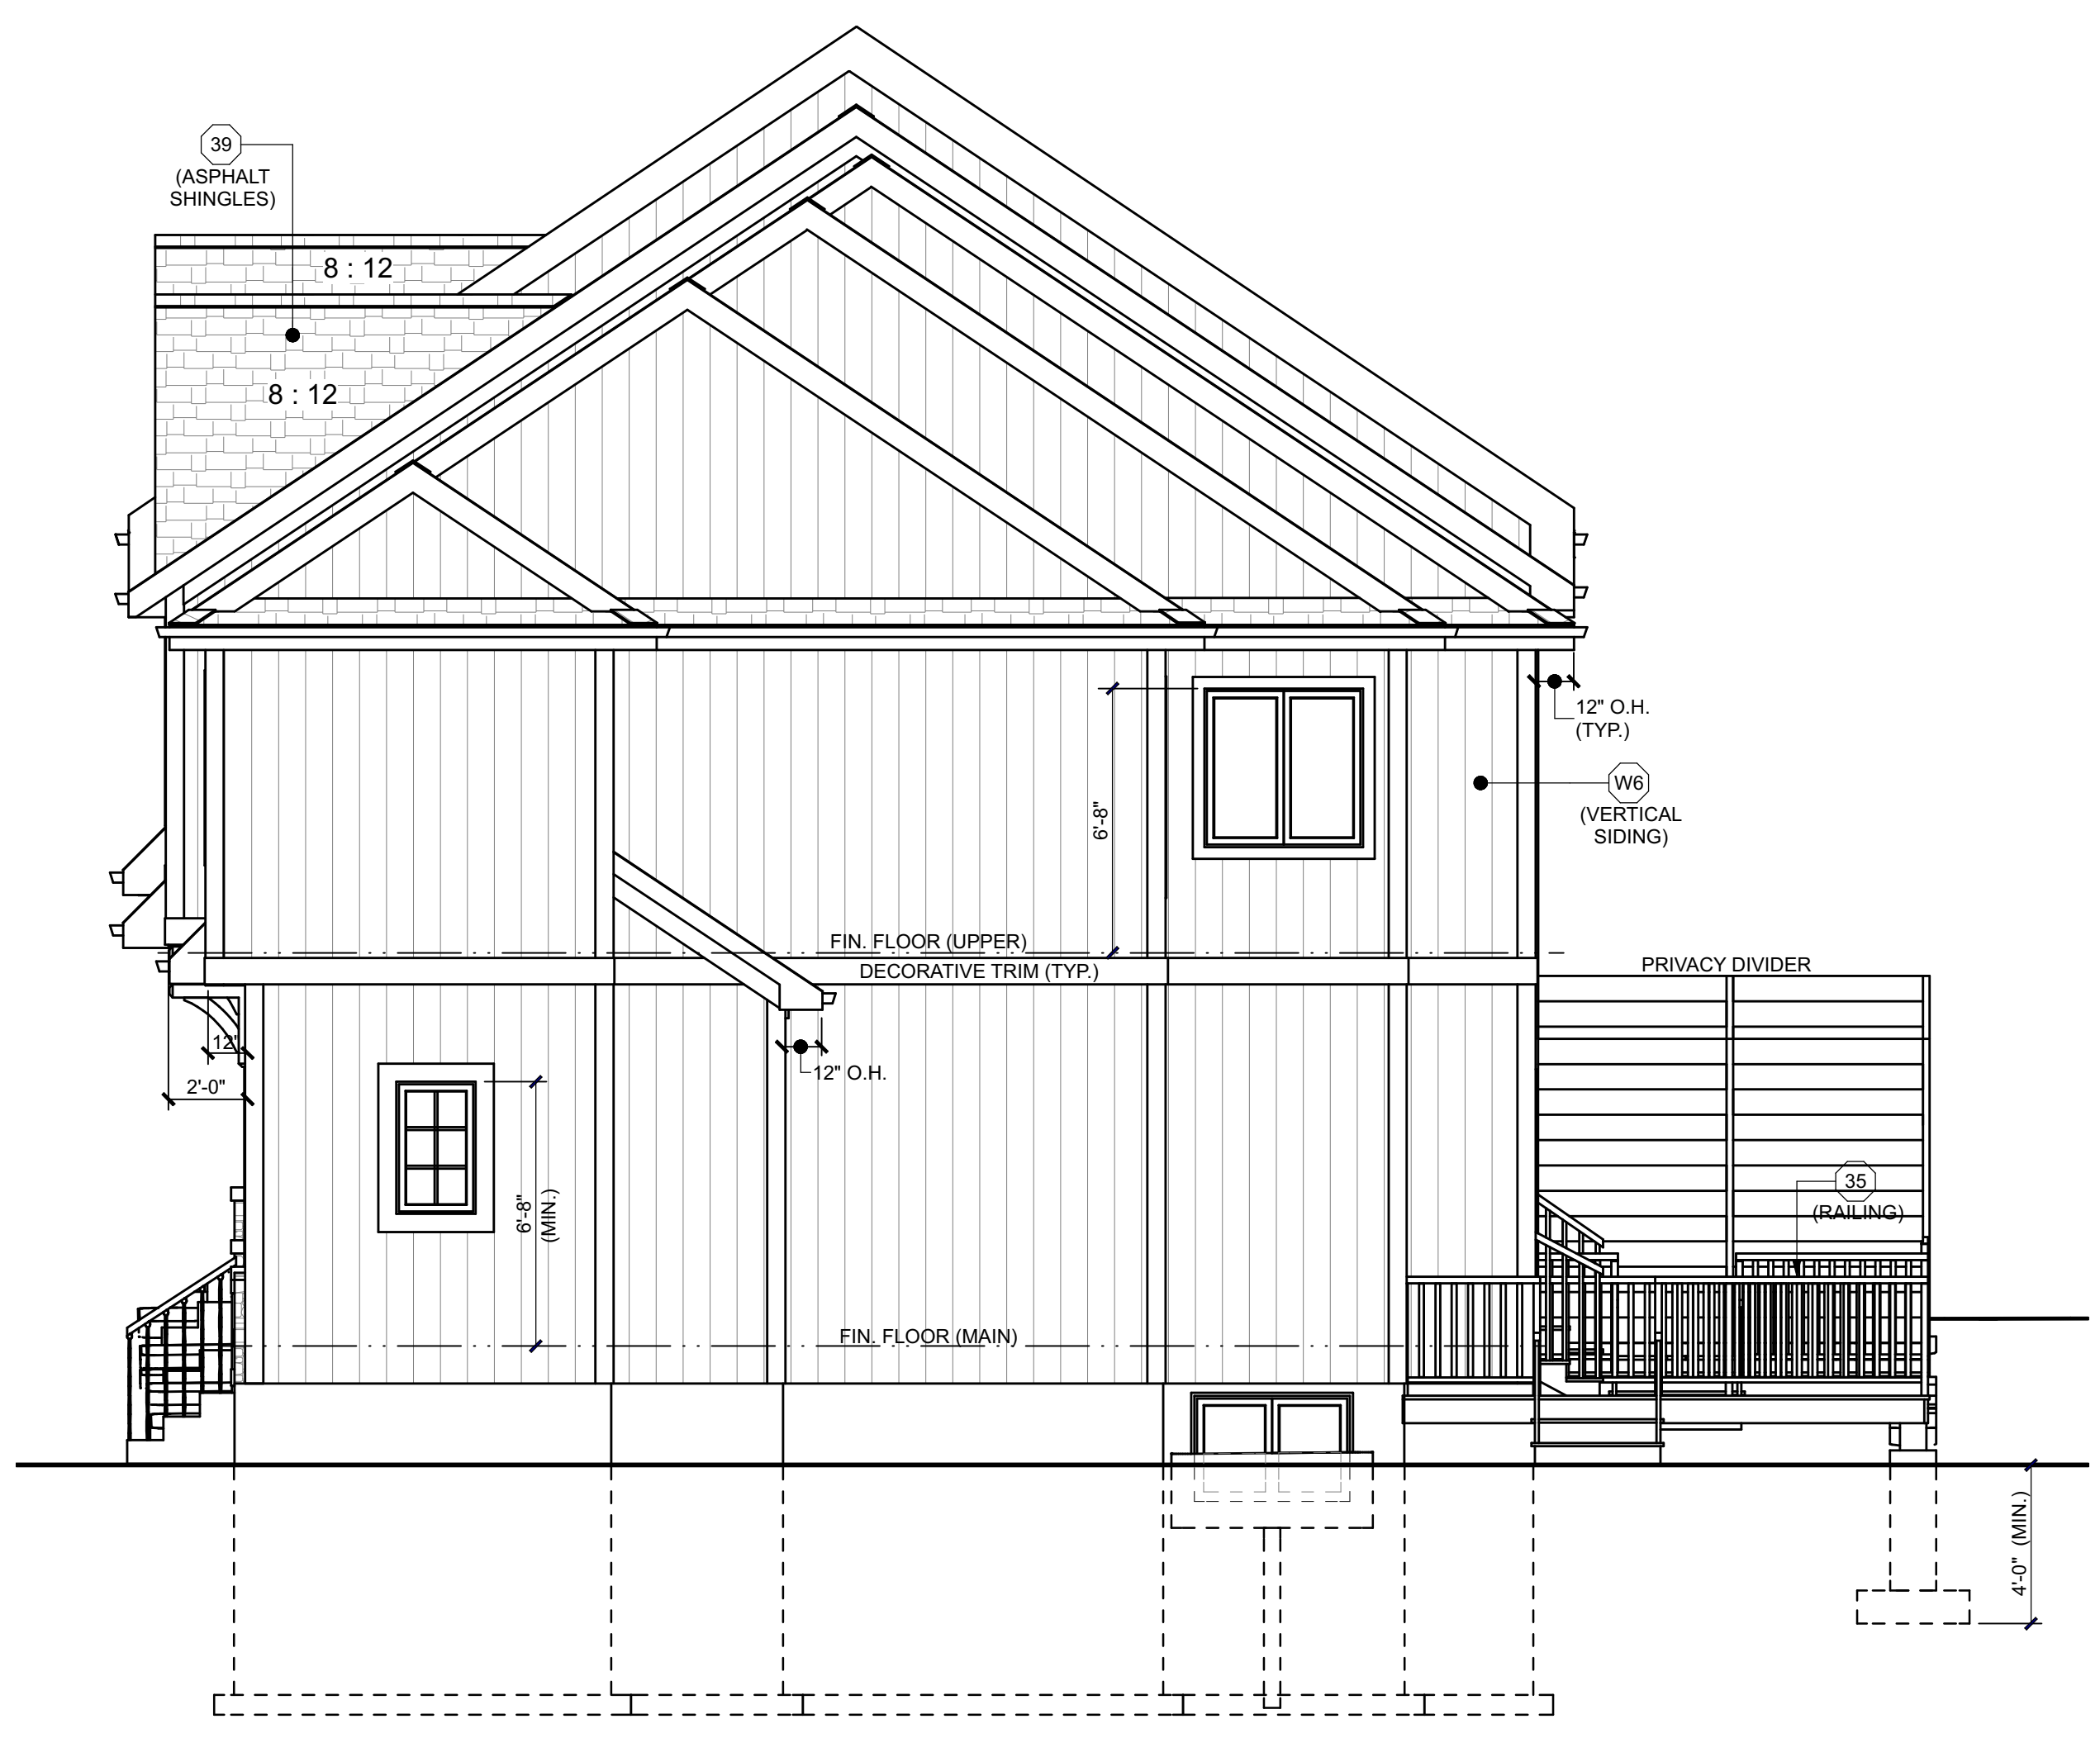 39
(ASPHALT
SHINGLES)
8 : 12
8 : 12
12" O.H.
(TYP.)
W6
(VERTICAL
SIDING)
6'-8"
FIN. FLOOR (UPPER)
DECORATIVE TRIM (TYP.)
PRIVACY DIVIDER
12"
2'-0"
12" O.H.
6'-8"
(MIN.)
35
(RAILING)
FIN. FLOOR (MAIN)
4'-0" (MIN.)